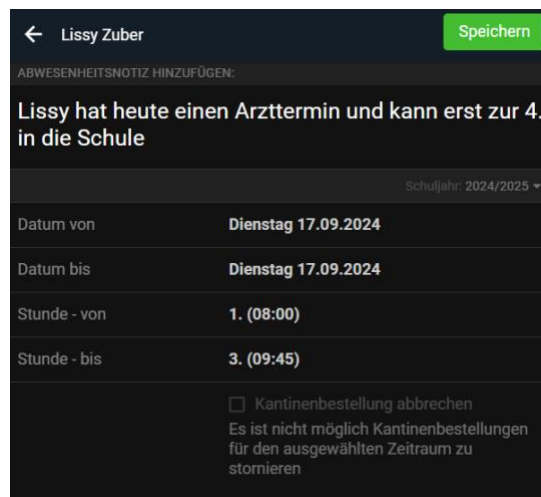 Lissy Zuber
Speichern
ABWESENHEITSNOTIZ HINZUFÜGEN:
Lissy hat heute einen Arzttermin und kann erst zur 4.
in die Schule
Schuljahr: 2024/2025
Datum von Dienstag 17.09.2024
Datum bis Dienstag 17.09.2024
Stunde - von 1. (08:00)
Stunde - bis 3. (09:45)
Kantinenbestellung abbrechen
Es ist nicht möglich Kantinenbestellungen
für den ausgewählten Zeitraum zu
stornieren